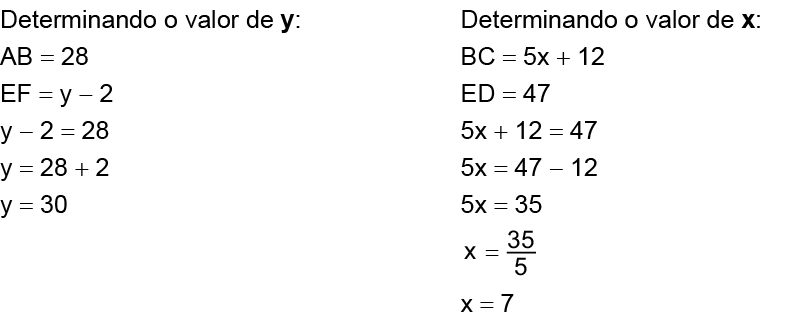 Determinando o valor de y:
AB = 28
EF = y − 2
y − 2 = 28
y = 28 + 2
y = 30
Determinando o valor de x:
BC = 5x + 12
ED = 47
5x + 12 = 47
5x = 47 − 12
5x = 35
x = 35/5
x = 7